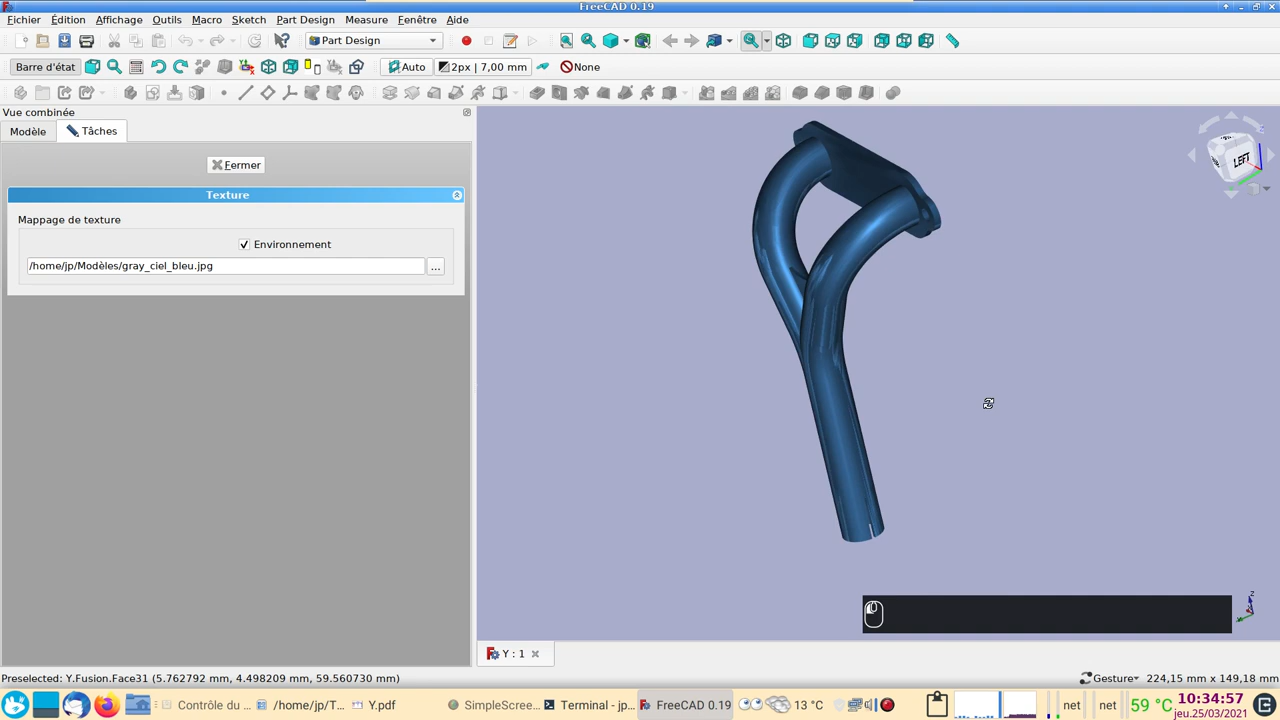 FreeCAD 0.19
Fichier Édition Affichage Outils Macro Sketch Part Design Measure Fenêtre Aide
Part Design
Barre d'état Auto 2px | 7,00 mm None
Vue combinée
Modèle Tâches
Fermer
Texture
Mappage de texture
Environnement
/home/jp/Modèles/gray_ciel_bleu.jpg ...
LEFT
Y : 1
Preselected: Y.Fusion.Face31 (5.762792 mm, 4.498209 mm, 59.560730 mm) Gesture 224,15 mm x 149,18 mm
Contrôle du ... /home/jp/T... Y.pdf SimpleScree... Terminal - jp... FreeCAD 0.19 13 °C net net 59 °C 10:34:57
jeu.25/03/2021